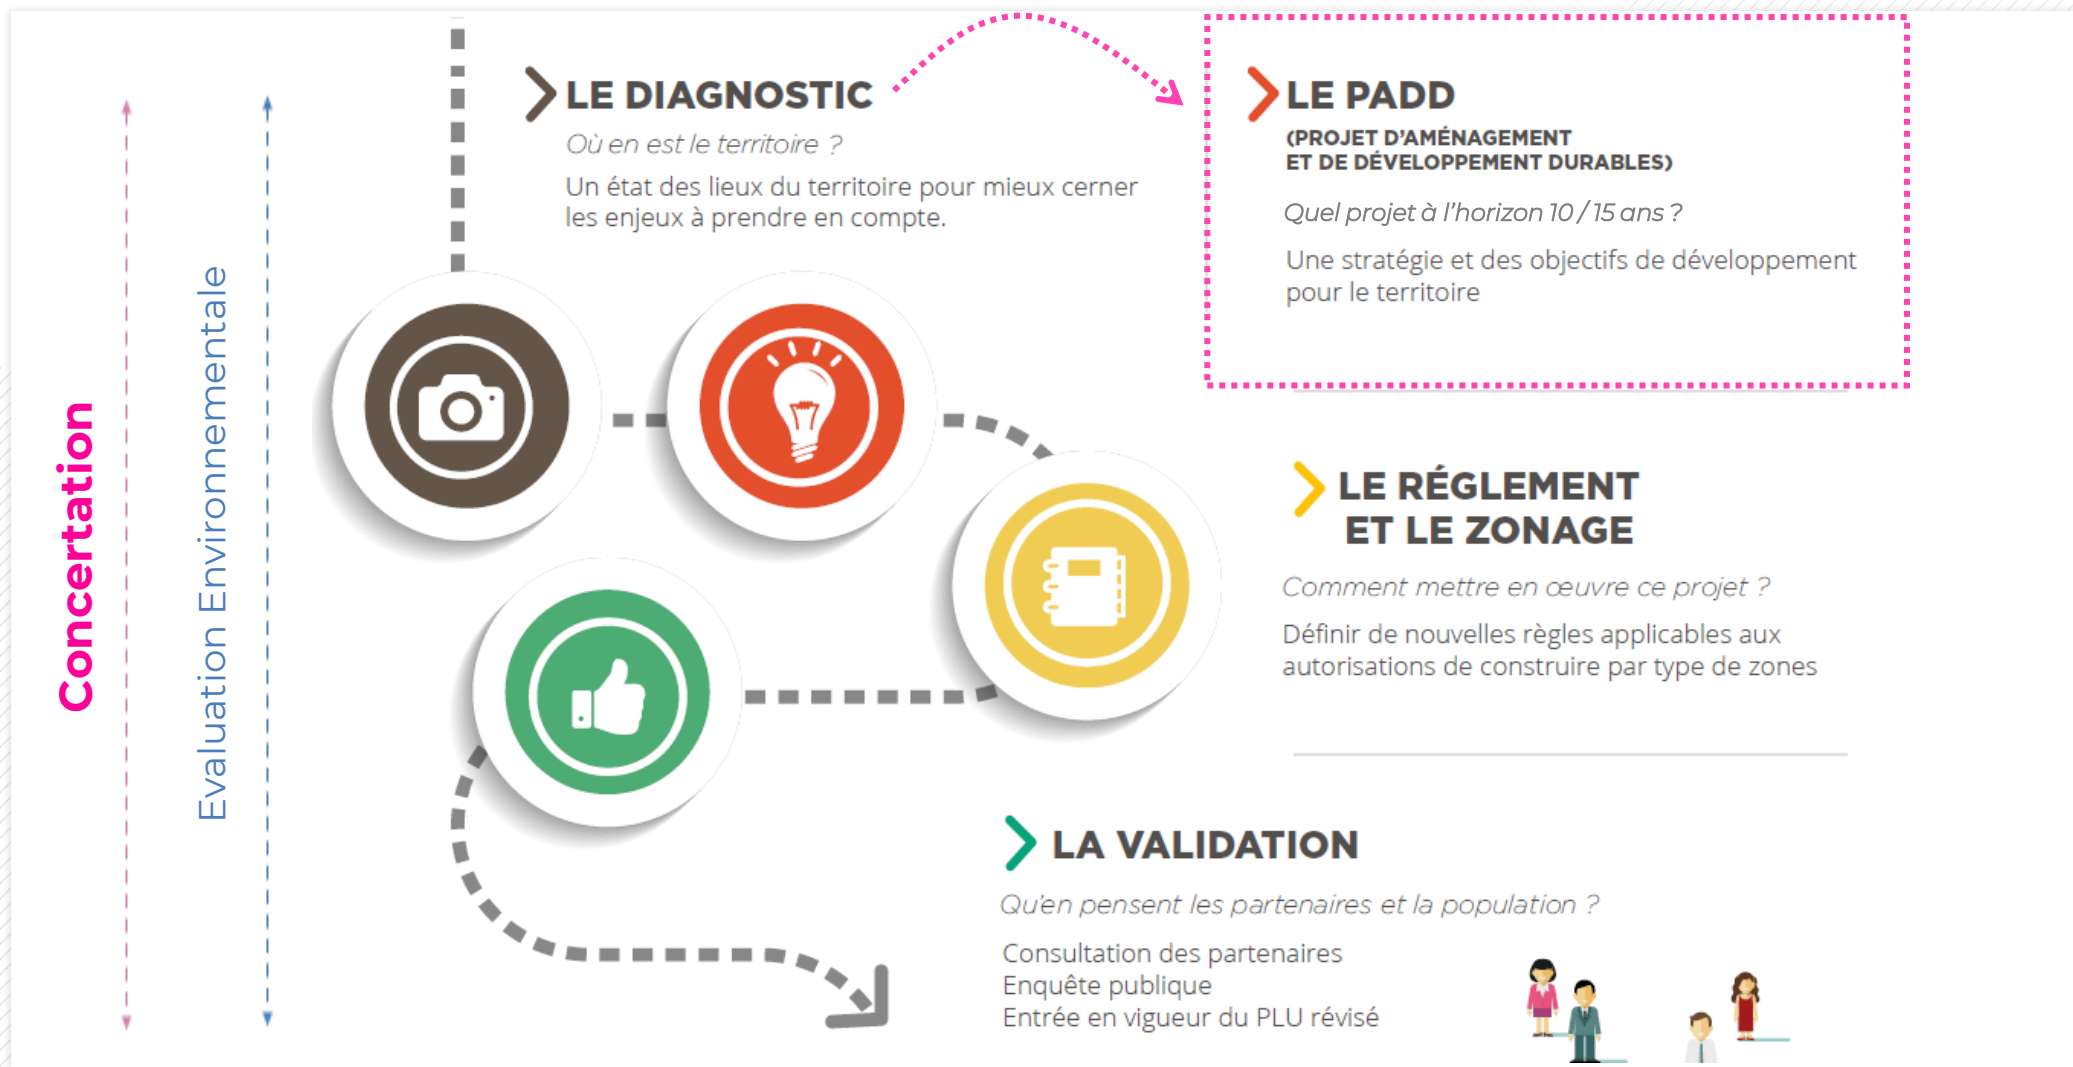 Concertation
Evaluation Environnementale
LE DIAGNOSTIC
Où en est le territoire ?
Un état des lieux du territoire pour mieux cerner
les enjeux à prendre en compte.
LE PADD
(PROJET D'AMÉNAGEMENT
ET DE DÉVELOPPEMENT DURABLES)
Quel projet à l'horizon 10 / 15 ans ?
Une stratégie et des objectifs de développement
pour le territoire
LE RÉGLEMENT
ET LE ZONAGE
Comment mettre en œuvre ce projet ?
Définir de nouvelles règles applicables aux
autorisations de construire par type de zones
LA VALIDATION
Qu'en pensent les partenaires et la population ?
Consultation des partenaires
Enquête publique
Entrée en vigueur du PLU révisé